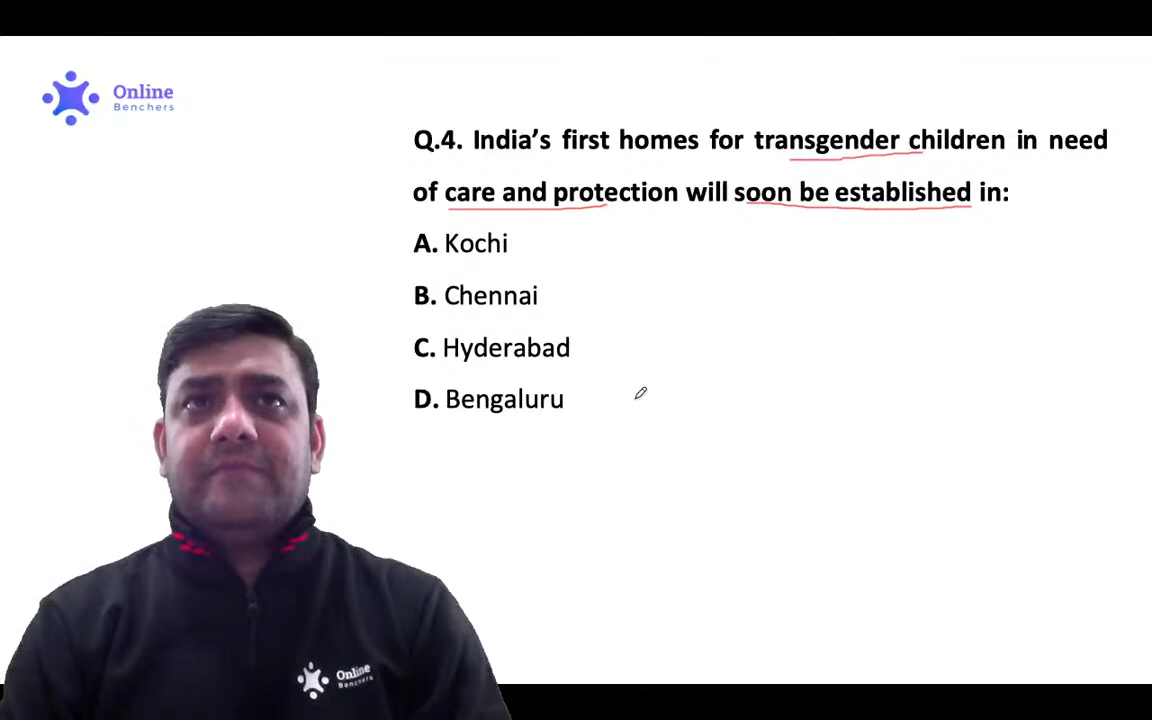 Online
Benchers
Q.4. India’s first homes for transgender children in need
of care and protection will soon be established in:
A. Kochi
B. Chennai
C. Hyderabad
D. Bengaluru
Online
Benchers